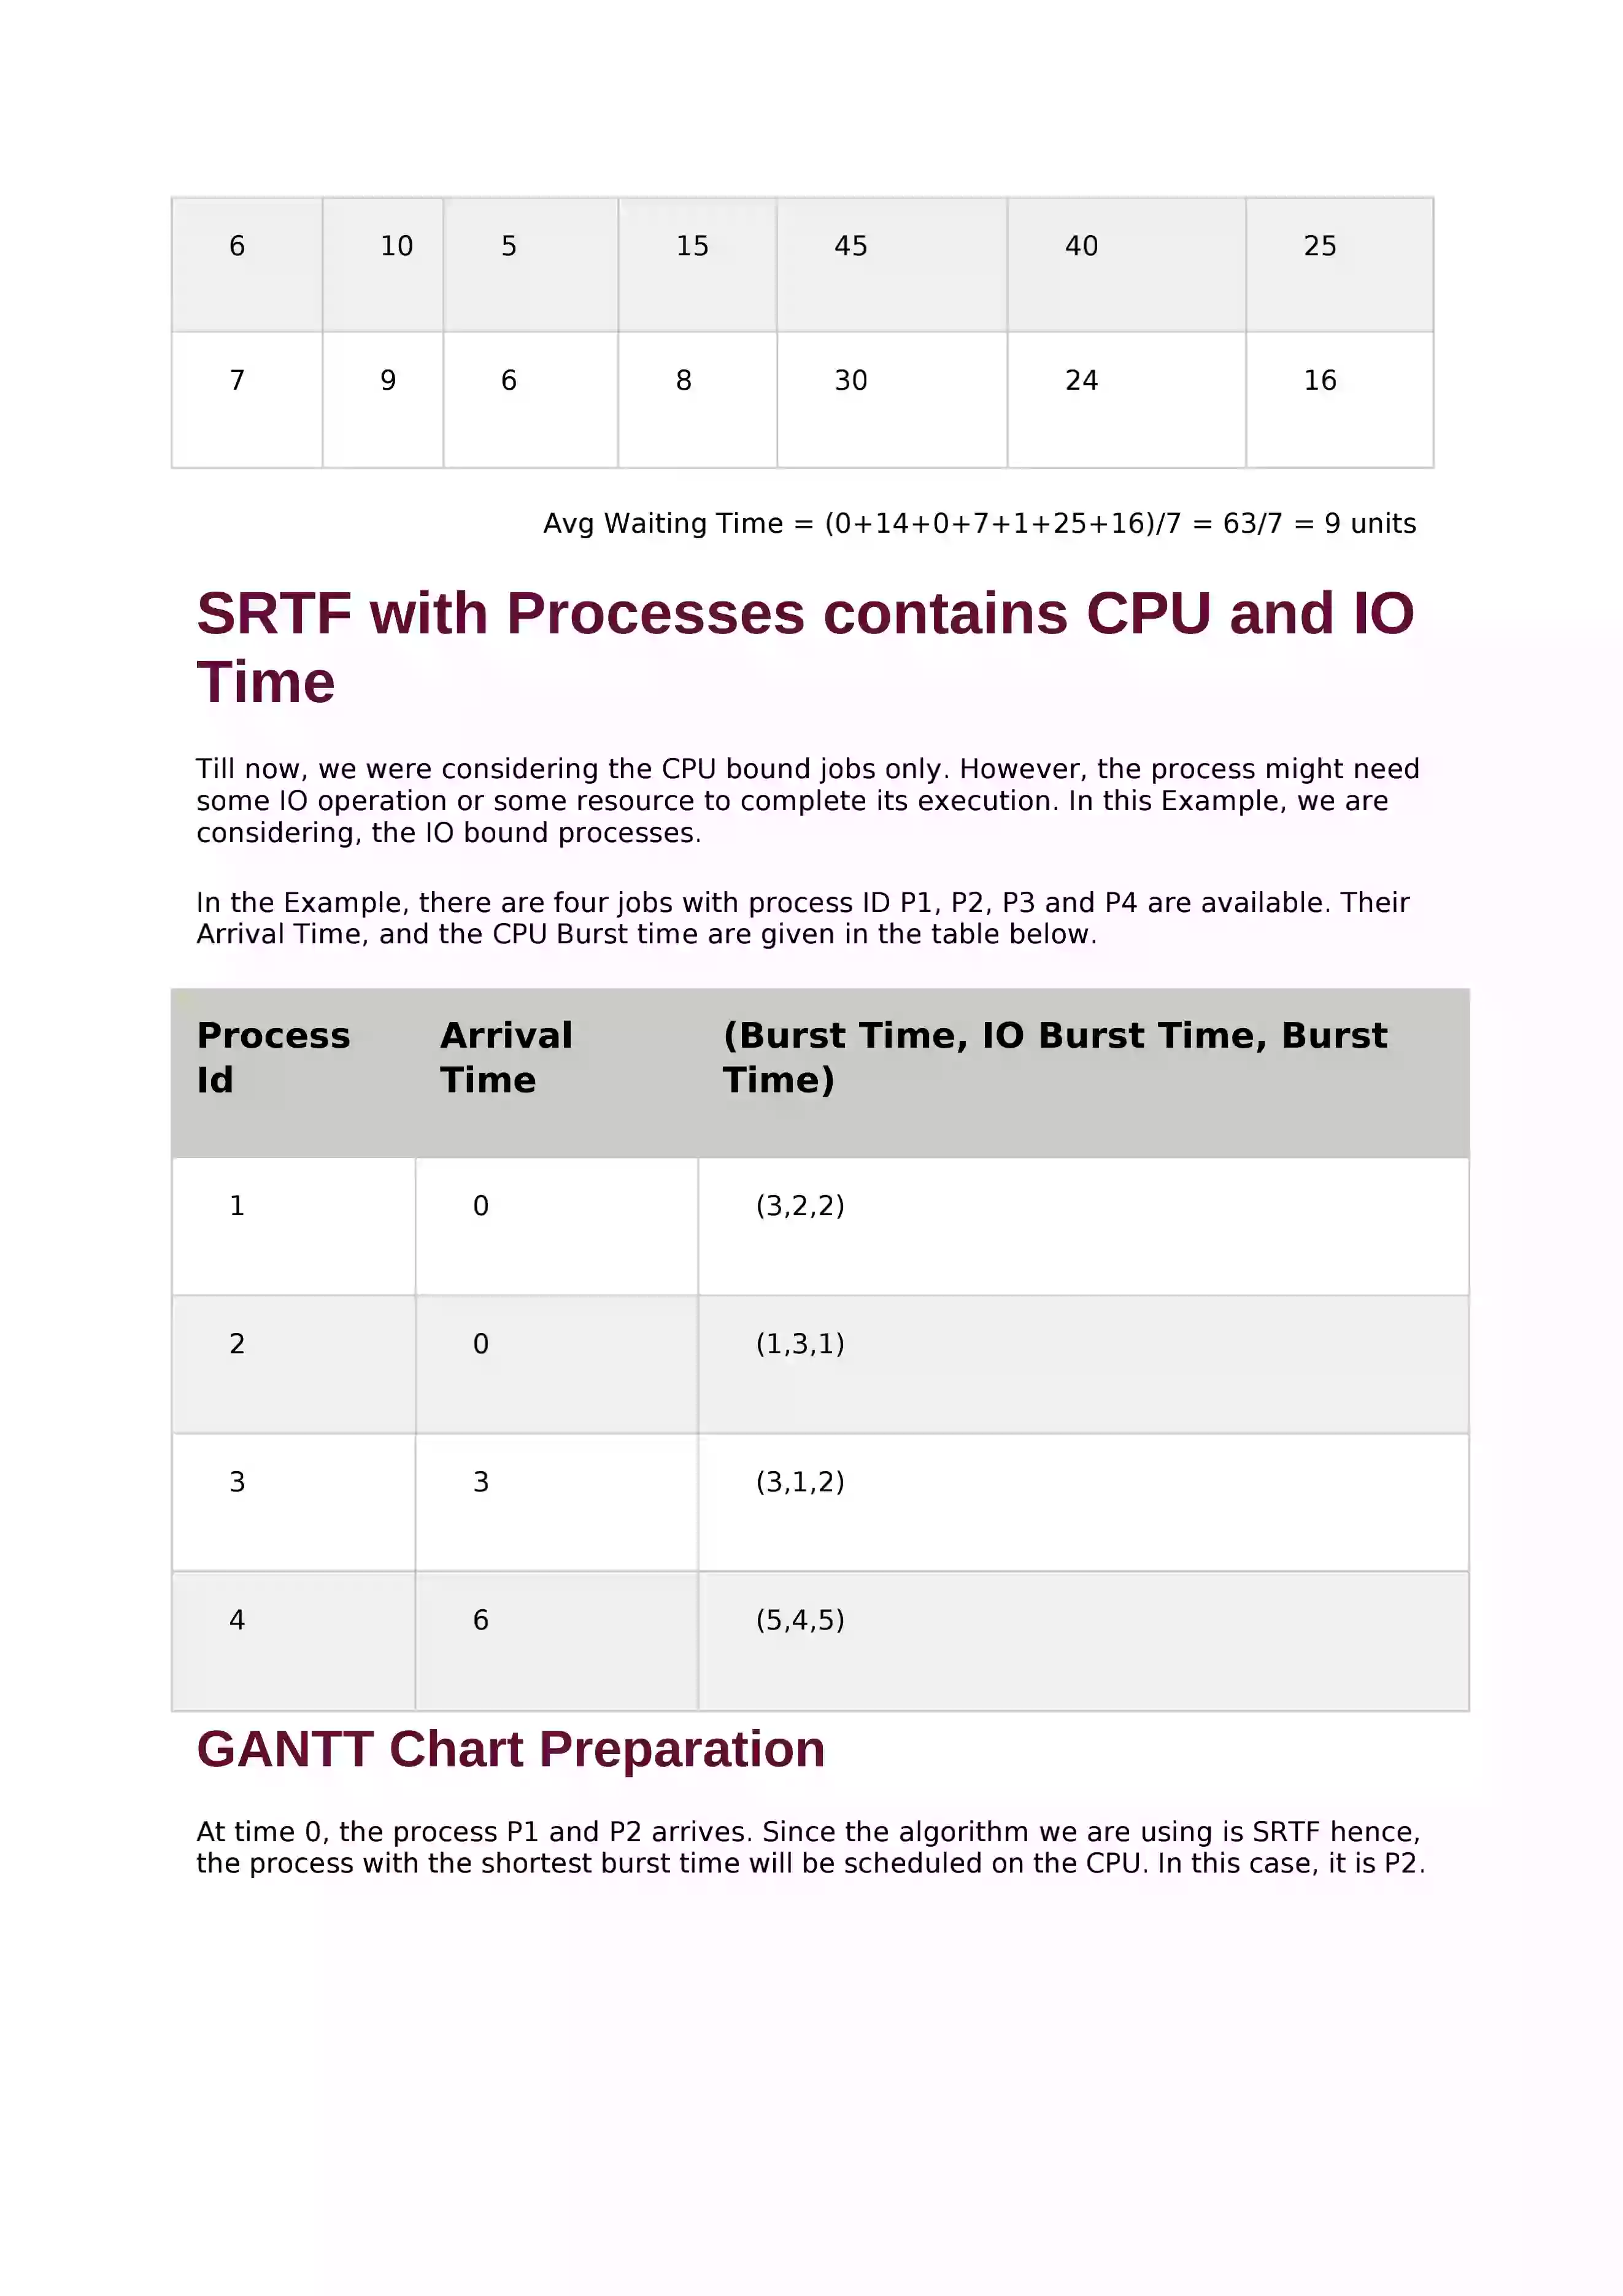 6 10 5 15 45 40 25
7 9 6 8 30 24 16
Avg Waiting Time = (0+14+0+7+1+25+16)/7 = 63/7 = 9 units
SRTF with Processes contains CPU and IO
Time
Till now, we were considering the CPU bound jobs only. However, the process might need
some IO operation or some resource to complete its execution. In this Example, we are
considering, the IO bound processes.
In the Example, there are four jobs with process ID P1, P2, P3 and P4 are available. Their
Arrival Time, and the CPU Burst time are given in the table below.
Process Arrival (Burst Time, IO Burst Time, Burst
Id Time Time)
1 0 (3,2,2)
2 0 (1,3,1)
3 3 (3,1,2)
4 6 (5,4,5)
GANTT Chart Preparation
At time 0, the process P1 and P2 arrives. Since the algorithm we are using is SRTF hence,
the process with the shortest burst time will be scheduled on the CPU. In this case, it is P2.